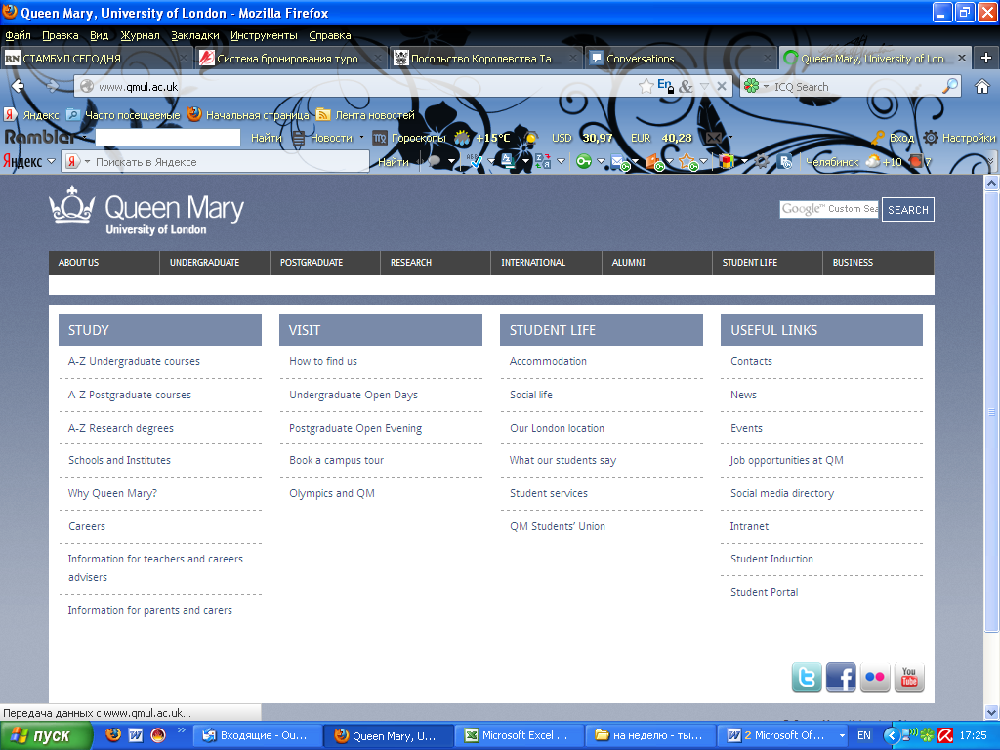 Queen Mary, University of London - Mozilla Firefox
Файл Правка Вид Журнал Закладки Инструменты Справка
RN СТАМБУЛ СЕГОДНЯ Система бронирования туро... Посольство Королевства Та... Conversations Queen Mary, University of Lon...
www.qmul.ac.uk En ICQ Search
Яндекс Часто посещаемые Начальная страница Лента новостей
Rambler Найти Новости Гороскопы +15°C USD 30,97 EUR 40,28 Вход Настройки
Яндекс Я Поискать в Яндексе Найти Челябинск +10 7
Queen Mary
University of London
Google™ Custom Sea SEARCH
ABOUT US UNDERGRADUATE POSTGRADUATE RESEARCH INTERNATIONAL ALUMNI STUDENT LIFE BUSINESS
STUDY
A-Z Undergraduate courses
A-Z Postgraduate courses
A-Z Research degrees
Schools and Institutes
Why Queen Mary?
Careers
Information for teachers and careers
advisers
Information for parents and carers
VISIT
How to find us
Undergraduate Open Days
Postgraduate Open Evening
Book a campus tour
Olympics and QM
STUDENT LIFE
Accommodation
Social life
Our London location
What our students say
Student services
QM Students' Union
USEFUL LINKS
Contacts
News
Events
Job opportunities at QM
Social media directory
Intranet
Student Induction
Student Portal
You
Tube
Передача данных с www.qmul.ac.uk...
пуск Входящие - Ou... Queen Mary, U... Microsoft Excel ... на неделю - ты... 2 Microsoft Of... EN 17:25